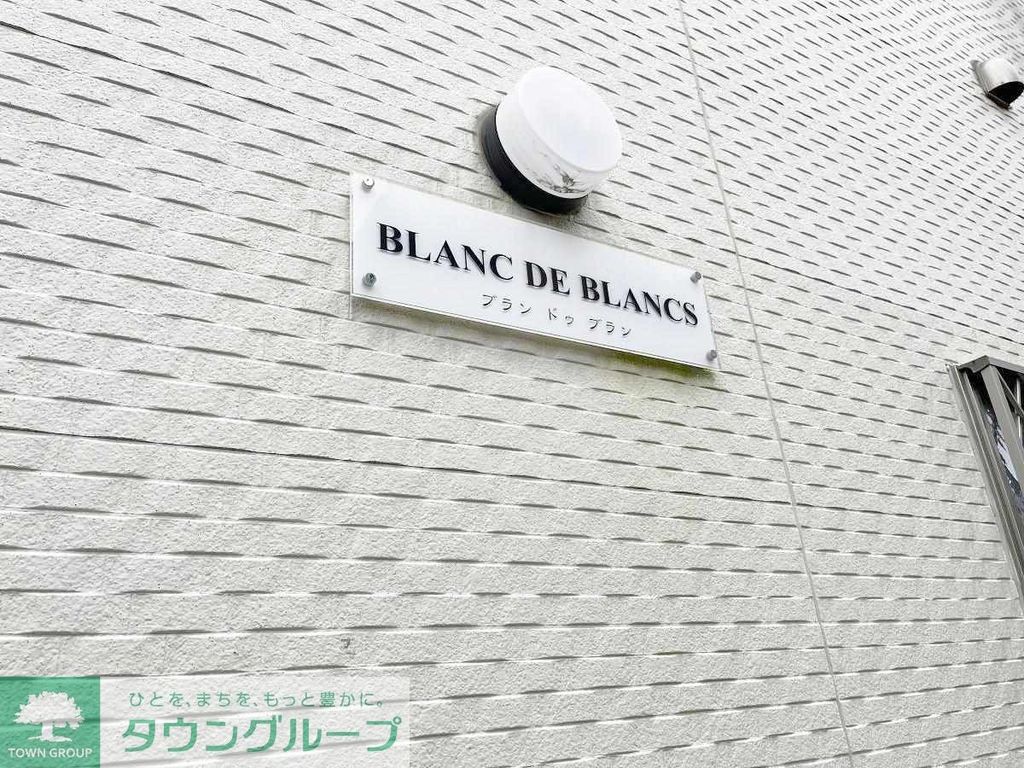 BLANC DE BLANCS
ブラン ドゥ ブラン
ひとを、まちを、もっと豊かに。
タウングループ
TOWN GROUP